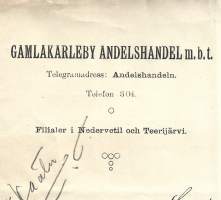 GAMLAKARLEBY ANDELSHANDEL m. b. t.
Telegramadress: Andelshandeln.
Telefon 304.
Filialer i Nedervetil och Teerijärvi.